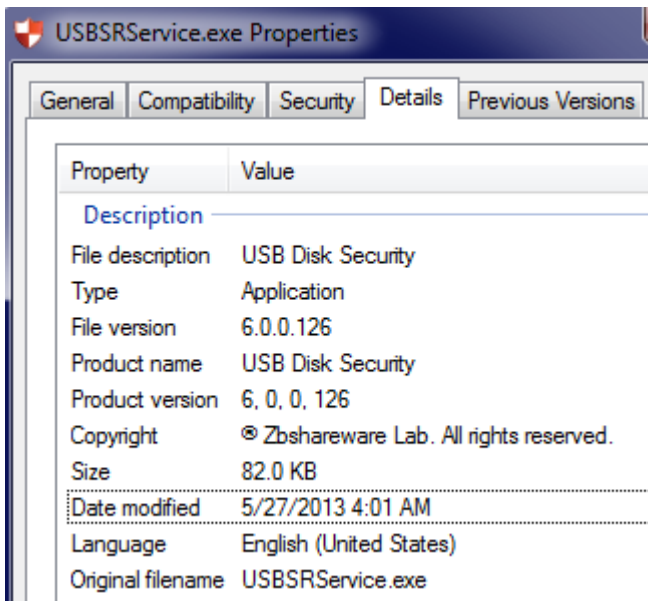 USBSRService.exe Properties
General Compatibility Security Details Previous Versions
Property Value
Description
File description USB Disk Security
Type Application
File version 6.0.0.126
Product name USB Disk Security
Product version 6, 0, 0, 126
Copyright ® Zbshareware Lab. All rights reserved.
Size 82.0 KB
Date modified 5/27/2013 4:01 AM
Language English (United States)
Original filename USBSRService.exe